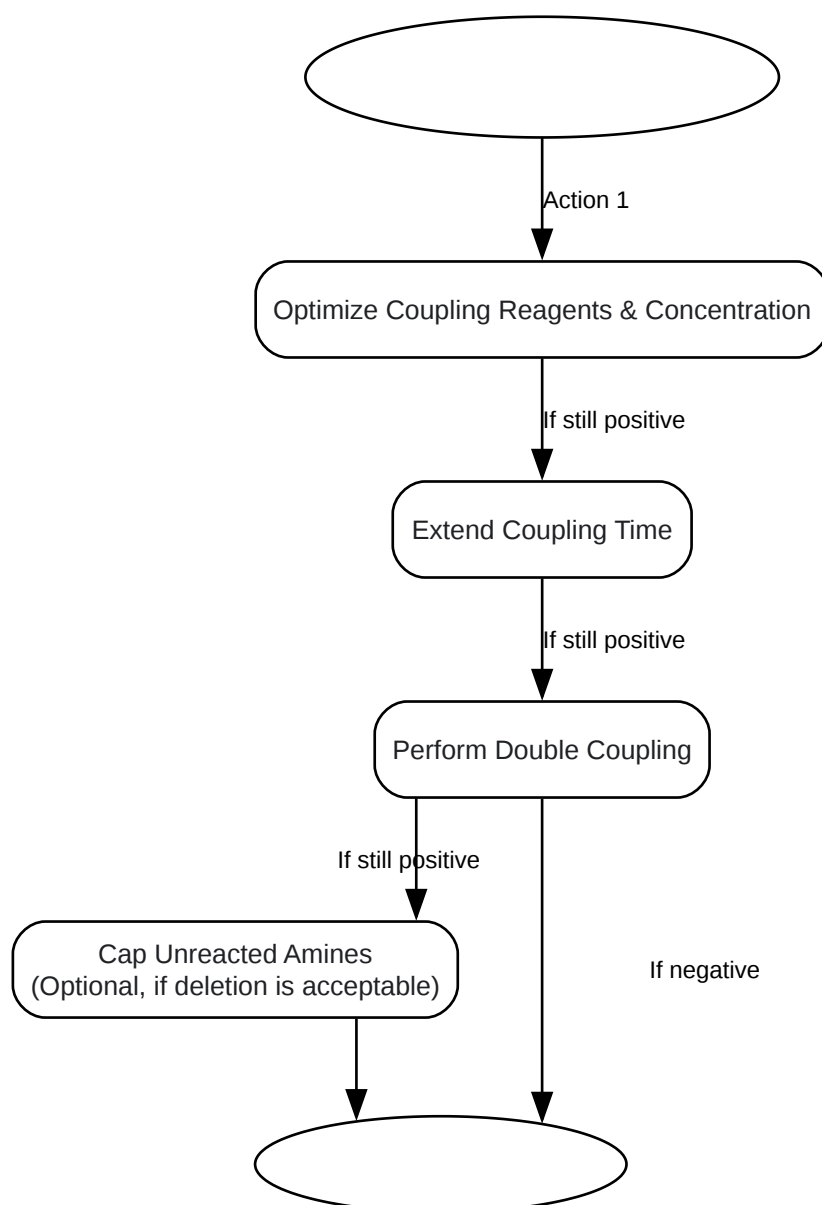 Action 1
Optimize Coupling Reagents & Concentration
If still positive
Extend Coupling Time
If still positive
Perform Double Coupling
If still positive
Cap Unreacted Amines
(Optional, if deletion is acceptable)
If negative